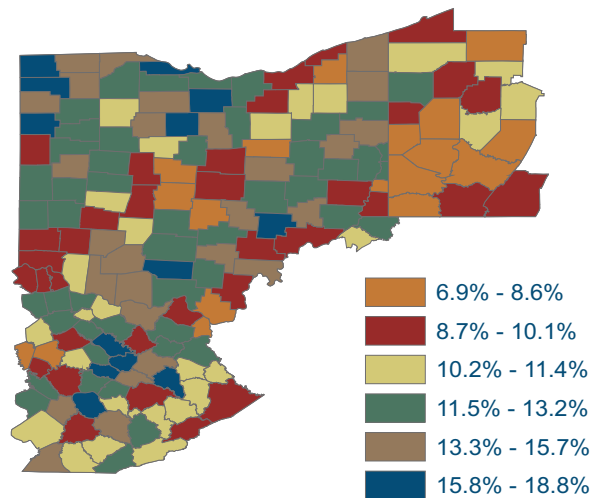 6.9% - 8.6%
8.7% - 10.1%
10.2% - 11.4%
11.5% - 13.2%
13.3% - 15.7%
15.8% - 18.8%